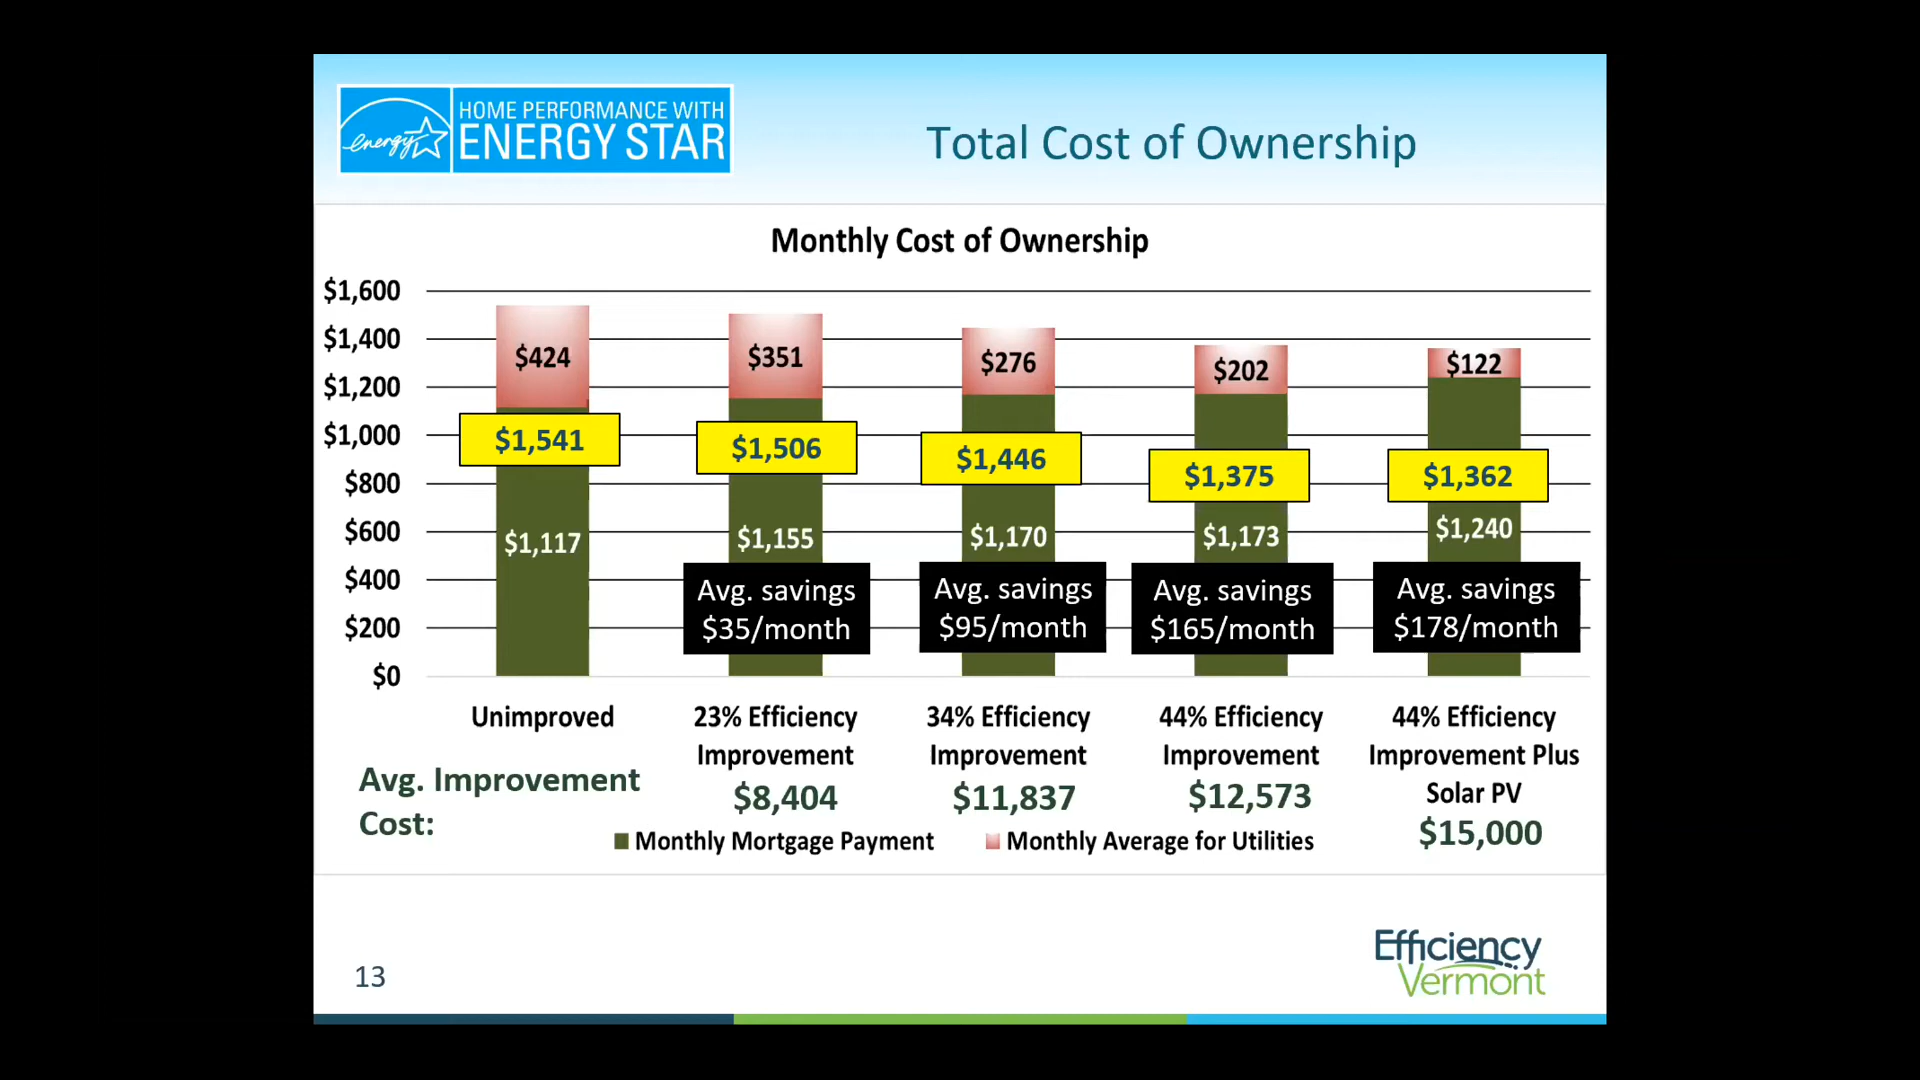 energy
HOME PERFORMANCE WITH
ENERGY STAR
Total Cost of Ownership
Monthly Cost of Ownership
$1,600
$1,400
$1,200
$1,000
$800
$600
$400
$200
$0
$424
$351
$276
$202
$122
$1,541
$1,506
$1,446
$1,375
$1,362
$1,117
$1,155
$1,170
$1,173
$1,240
Avg. savings
$35/month
Avg. savings
$95/month
Avg. savings
$165/month
Avg. savings
$178/month
Unimproved
23% Efficiency
Improvement
34% Efficiency
Improvement
44% Efficiency
Improvement
44% Efficiency
Improvement Plus
Solar PV
Avg. Improvement
Cost:
$8,404
$11,837
$12,573
$15,000
Monthly Mortgage Payment
Monthly Average for Utilities
13
Efficiency
Vermont